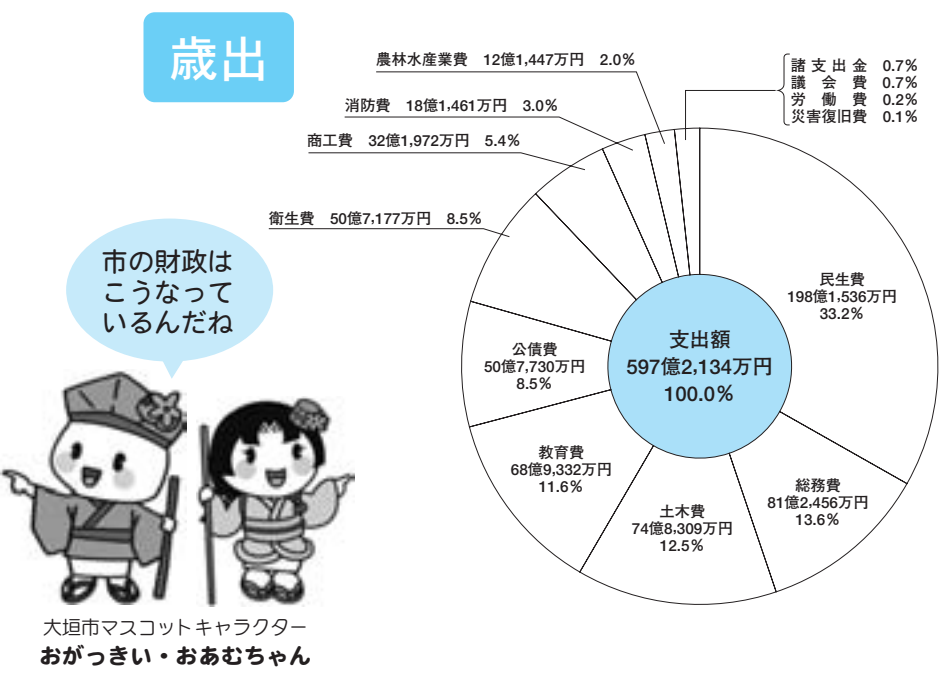 歳出
農林水産業費 12億1,447万円 2.0%
消防費 18億1,461万円 3.0%
商工費 32億1,972万円 5.4%
衛生費 50億7,177万円 8.5%
諸支出金 0.7%
議会費 0.7%
労働費 0.2%
災害復旧費 0.1%
民生費
198億1,536万円
33.2%
支出額
597億2,134万円
100.0%
公債費
50億7,730万円
8.5%
教育費
68億9,332万円
11.6%
土木費
74億8,309万円
12.5%
総務費
81億2,456万円
13.6%
市の財政は
こうなって
いるんだね
大垣市マスコットキャラクター
おがっきい・おあむちゃん